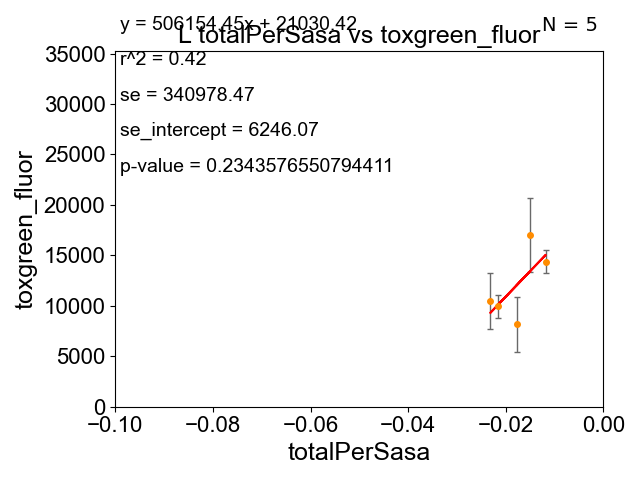 y = 506154.45x + 21030.42
N = 5
L totalPerSasa vs toxgreen_fluor
r^2 = 0.42
se = 340978.47
se_intercept = 6246.07
p-value = 0.2343576550794411
35000
30000
25000
20000
15000
10000
5000
0
toxgreen_fluor
−0.10
−0.08
−0.06
−0.04
−0.02
0.00
totalPerSasa